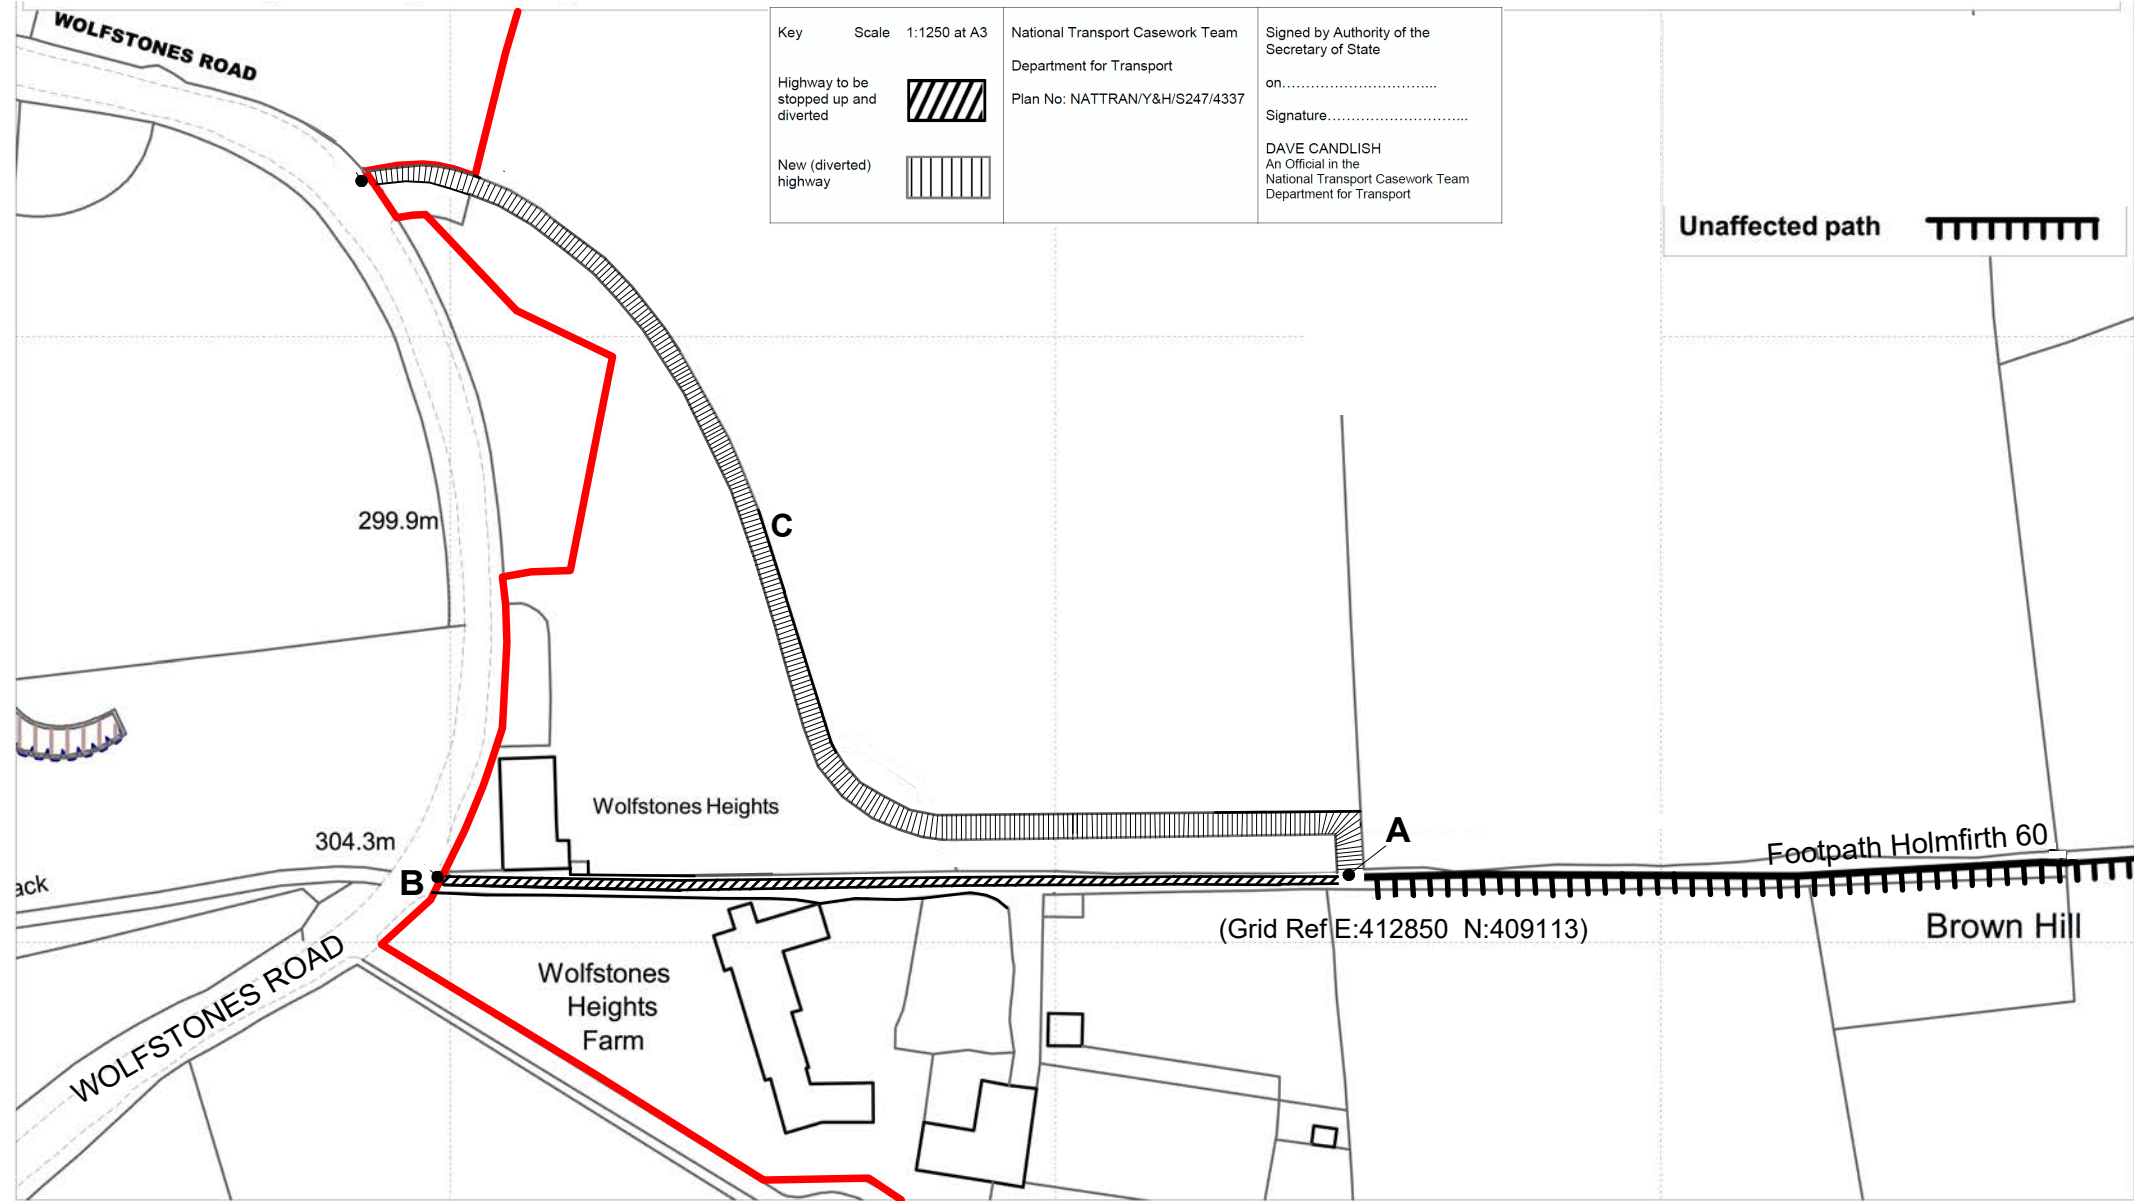 WOLFSTONES ROAD
Key Scale 1:1250 at A3
Highway to be
stopped up and
diverted
New (diverted)
highway
National Transport Casework Team
Department for Transport
Plan No: NATTRAN/Y&H/S247/4337
Signed by Authority of the
Secretary of State
on…………………………...
Signature………………………...
DAVE CANDLISH
An Official in the
National Transport Casework Team
Department for Transport
Unaffected path
299.9m
C
Wolfstones Heights
304.3m
A
Footpath Holmfirth 60
B
ack
(Grid Ref E:412850 N:409113)
Brown Hill
WOLFSTONES ROAD
Wolfstones
Heights
Farm